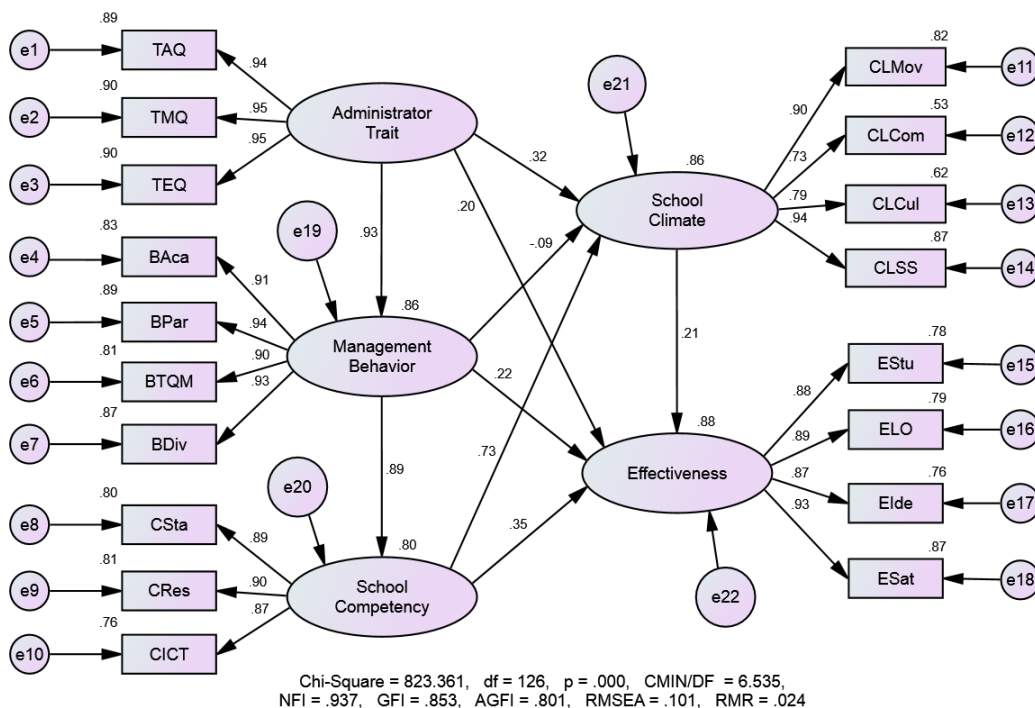 .89
e1
TAQ
.94
.90
e2
TMQ
.95
.90
e3
TEQ
.95
Administrator
Trait
.83
e4
BAca
.91
.89
e5
BPar
.94
.81
e6
BTQM
.90
.87
e7
BDiv
.93
e19
.93
.86
Management
Behavior
.80
e8
CSta
.89
.81
e9
CRes
.90
.76
e10
CICT
.87
e20
.89
.80
School
Competency
.32
.20
-.09
.22
.73
.35
e21
.86
School
Climate
.21
.88
Effectiveness
e22
.90
.82
CLMov
e11
.73
.53
CLCom
e12
.79
.62
CLCul
e13
.94
.87
CLSS
e14
.88
.78
EStu
e15
.89
.79
ELO
e16
.87
.76
EIde
e17
.93
.87
ESat
e18
Chi-Square = 823.361, df = 126, p = .000, CMIN/DF = 6.535,
NFI = .937, GFI = .853, AGFI = .801, RMSEA = .101, RMR = .024